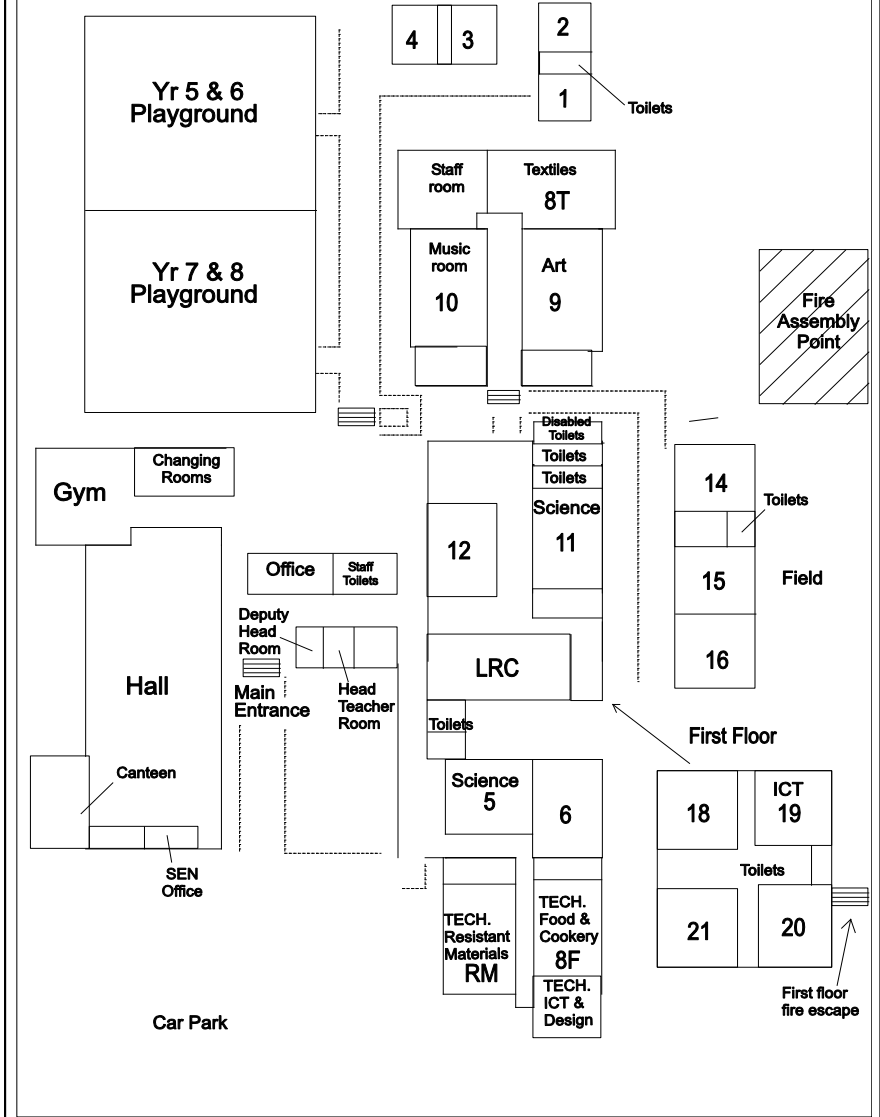 4
3
2
1
Toilets
Yr 5 & 6
Playground
Staff
room
Textiles
8T
Yr 7 & 8
Playground
Music
room
10
Art
9
Fire
Assembly
Point
Disabled
Toilets
Toilets
Toilets
Science
11
12
Gym
Changing
Rooms
14
Toilets
15
Field
16
Office
Staff
Toilets
Deputy
Head
Room
Main
Entrance
Head
Teacher
Room
Hall
LRC
Toilets
First Floor
Canteen
Science
5
6
18
ICT
19
Toilets
21
20
SEN
Office
TECH.
Resistant
Materials
RM
TECH.
Food &
Cookery
8F
TECH.
ICT &
Design
First floor
fire escape
Car Park